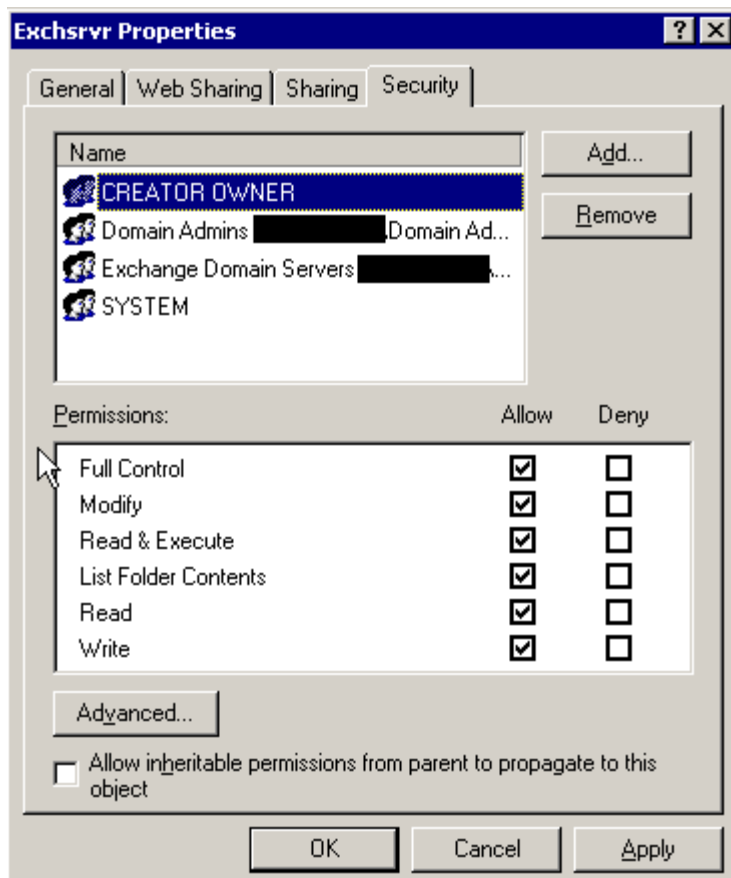 Exchsrvr Properties
General Web Sharing Sharing Security
Name
Add...
CREATOR OWNER
Remove
Domain Admins .Domain Ad...
Exchange Domain Servers \...
SYSTEM
Permissions: Allow Deny
Full Control
Modify
Read & Execute
List Folder Contents
Read
Write
Advanced...
Allow inheritable permissions from parent to propagate to this
object
OK Cancel Apply